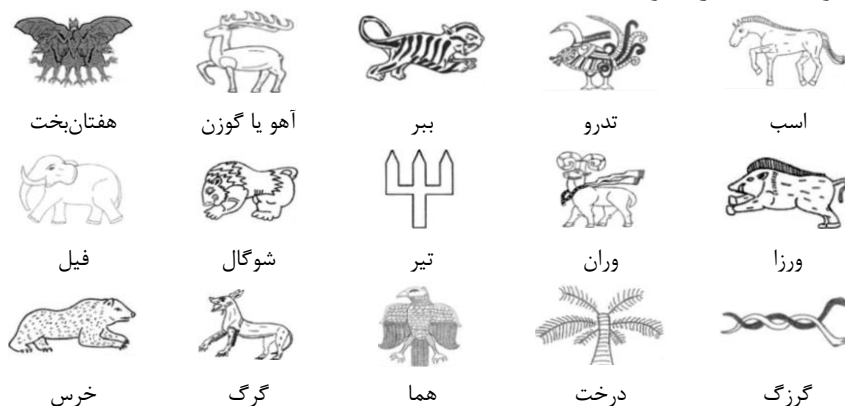 اسب تدرو ببر آهو یا گوزن هفتان‌بخت
ورزا وران تیر شوگال فیل
گرزگ درخت هما گرگ خرس